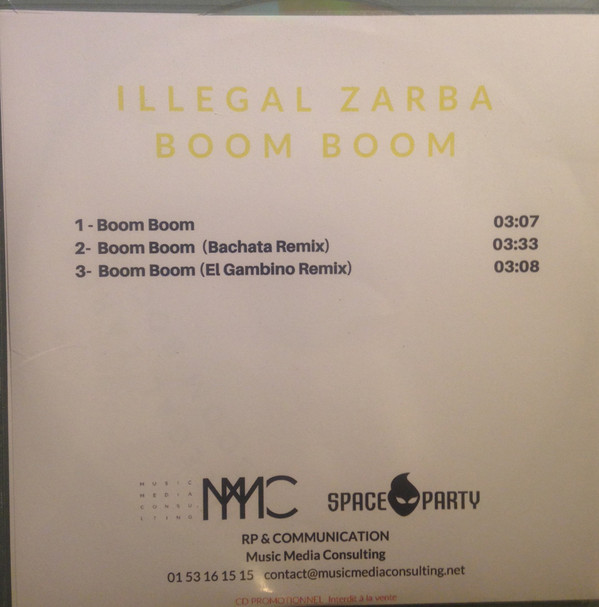 ILLEGAL ZARBA
BOOM BOOM
1 - Boom Boom 03:07
2- Boom Boom (Bachata Remix) 03:33
3- Boom Boom (El Gambino Remix) 03:08
MUSIC
MEDIA
CONSU
LTING
MMC
SPACE PARTY
RP & COMMUNICATION
Music Media Consulting
01 53 16 15 15 contact@musicmediaconsulting.net
CD PROMOTIONNEL Interdit à la vente